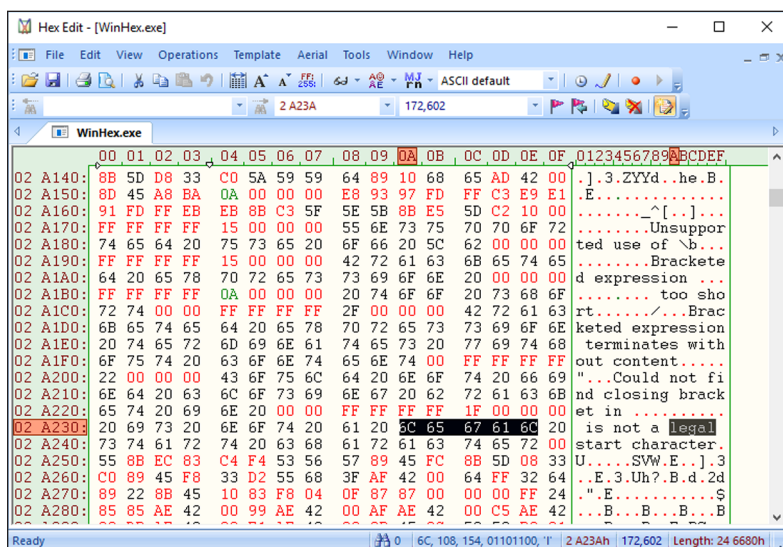 Hex Edit - [WinHex.exe]
File Edit View Operations Template Aerial Tools Window Help
ASCII default
2 A23A 172,602
WinHex.exe
00 01 02 03 04 05 06 07 08 09 0A 0B 0C 0D 0E 0F 0123456789ABCDEF
02 A140: 8B 5D D8 33 C0 5A 59 59 64 89 10 68 65 AD 42 00 .].3.ZYYd..he.B.
02 A150: 8D 45 A8 BA 0A 00 00 00 E8 93 97 FD FF C3 E9 E1 .E..............
02 A160: 91 FD FF EB EB 8B C3 5F 5E 5B 8B E5 5D C2 10 00 ......._^[..]...
02 A170: FF FF FF FF 15 00 00 00 55 6E 73 75 70 70 6F 72 ........Unsuppor
02 A180: 74 65 64 20 75 73 65 20 6F 66 20 5C 62 00 00 00 ted use of \b...
02 A190: FF FF FF FF 15 00 00 00 42 72 61 63 6B 65 74 65 ........Brackete
02 A1A0: 64 20 65 78 70 72 65 73 73 69 6F 6E 20 00 00 00 d expression ...
02 A1B0: FF FF FF FF 0A 00 00 00 20 74 6F 6F 20 73 68 6F ........ too sho
02 A1C0: 72 74 00 00 FF FF FF FF 2F 00 00 00 42 72 61 63 rt....../...Brac
02 A1D0: 6B 65 74 65 64 20 65 78 70 72 65 73 73 69 6F 6E keted expression
02 A1E0: 20 74 65 72 6D 69 6E 61 74 65 73 20 77 69 74 68 terminates with
02 A1F0: 6F 75 74 20 63 6F 6E 74 65 6E 74 00 FF FF FF FF out content.....
02 A200: 22 00 00 00 43 6F 75 6C 64 20 6E 6F 74 20 66 69 "...Could not fi
02 A210: 6E 64 20 63 6C 6F 73 69 6E 67 20 62 72 61 63 6B nd closing brack
02 A220: 65 74 20 69 6E 20 00 00 FF FF FF FF 1F 00 00 00 et in ..........
02 A230: 20 69 73 20 6E 6F 74 20 61 20 6C 65 67 61 6C 20 is not a legal
02 A240: 73 74 61 72 74 20 63 68 61 72 61 63 74 65 72 00 start character.
02 A250: 55 8B EC 83 C4 F4 53 56 57 89 45 FC 8B 5D 08 33 U.....SVW.E..].3
02 A260: C0 89 45 F8 33 D2 55 68 3F AF 42 00 64 FF 32 64 ..E.3.Uh?.B.d.2d
02 A270: 89 22 8B 45 10 83 F8 04 0F 87 87 00 00 00 FF 24 .".E...........$
02 A280: 85 85 AE 42 00 99 AE 42 00 AF AE 42 00 C5 AE 42 ...B...B...B...B
Ready 0 6C, 108, 154, 01101100, 'l' 2 A23Ah 172,602 Length: 24 6680h